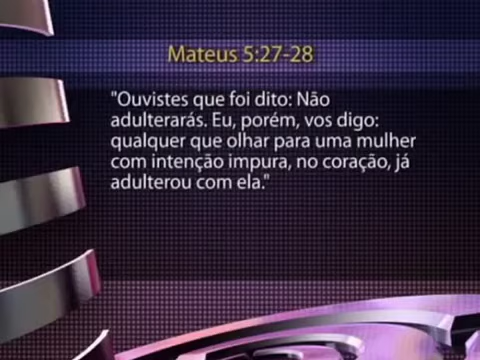 Mateus 5:27-28
"Ouvistes que foi dito: Não
adulterarás. Eu, porém, vos digo:
qualquer que olhar para uma mulher
com intenção impura, no coração, já
adulterou com ela."